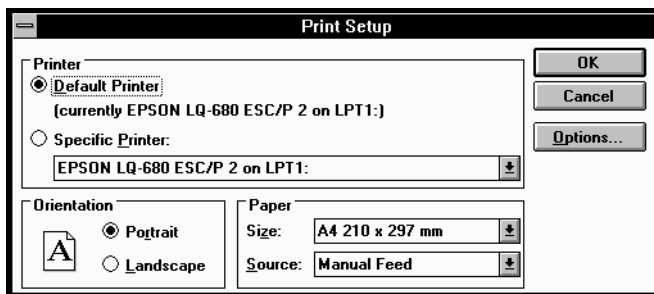 Print Setup
Printer
Default Printer
(currently EPSON LQ-680 ESC/P 2 on LPT1:)
Specific Printer:
EPSON LQ-680 ESC/P 2 on LPT1:
OK
Cancel
Options...
Orientation
A
Portrait
Landscape
Paper
Size: A4 210 x 297 mm
Source: Manual Feed